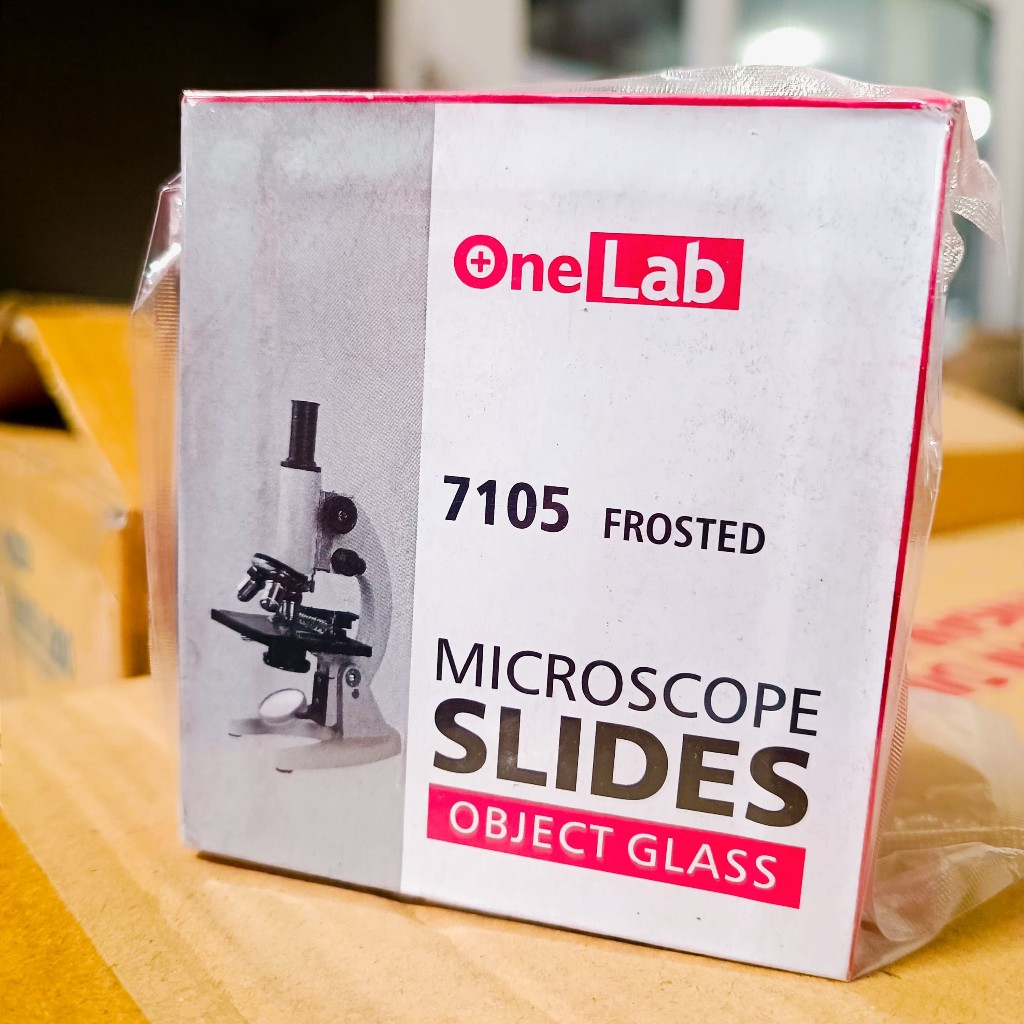 OneLab
7105 FROSTED
MICROSCOPE
SLIDES
OBJECT GLASS